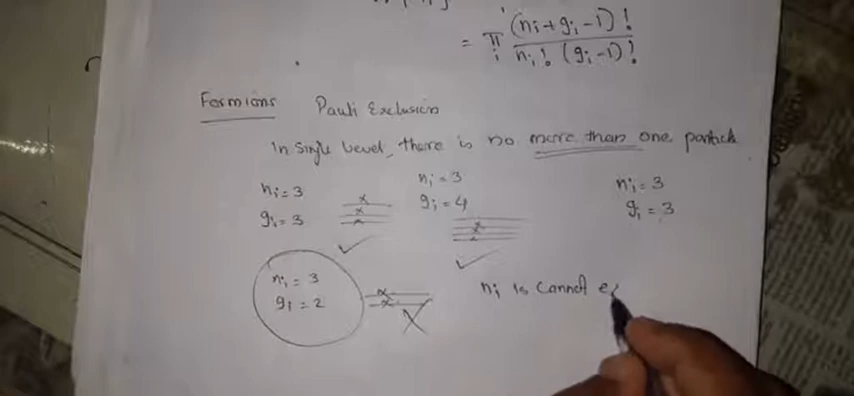 = π i (ni + gi - 1)! / ni! (gi - 1)!
Fermions Pauli Exclusion
In single level, there is no more than one particle
ni = 3 ni = 3 ni = 3
gi = 3 gi = 4 gi = 3
ni = 3
gi = 2
ni is cannot ex